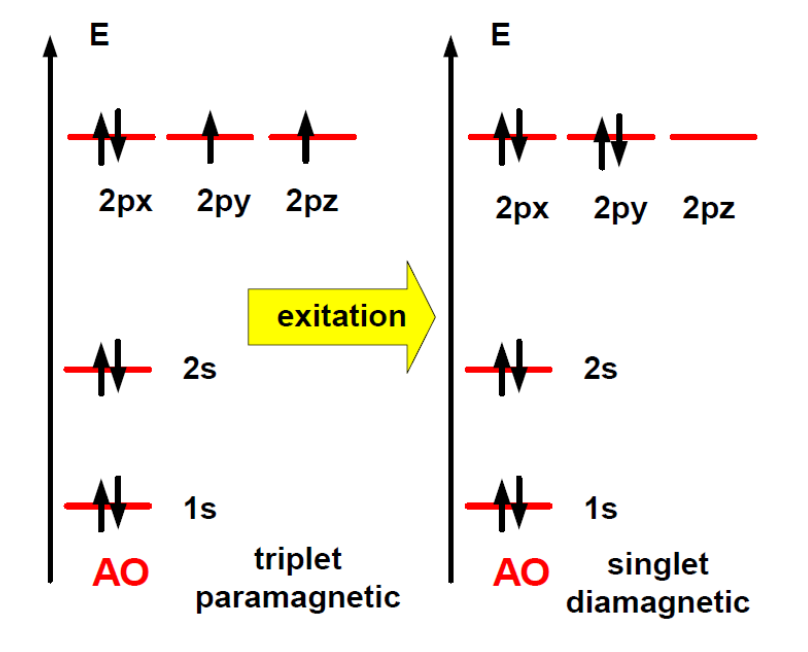 E
2px 2py 2pz
2s
1s
AO
triplet
paramagnetic
exitation
E
2px 2py 2pz
2s
1s
AO
singlet
diamagnetic